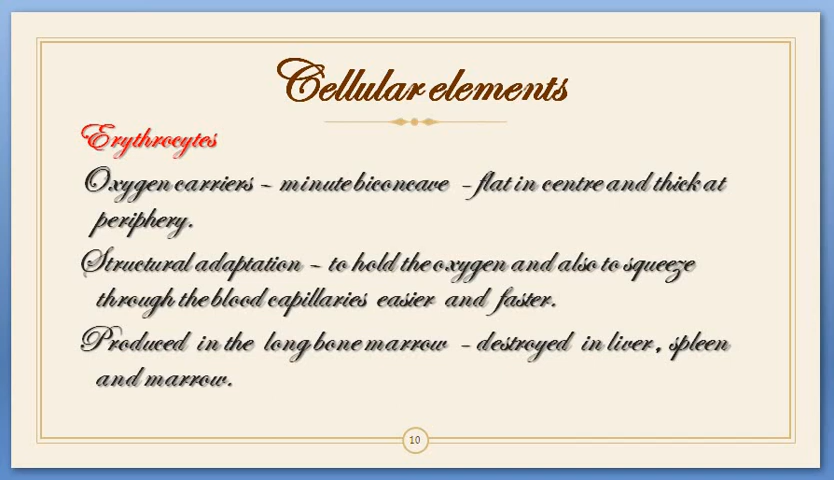 Cellular elements
Erythrocytes
Oxygen carriers – minute biconcave – flat in centre and thick at
periphery.
Structural adaptation – to hold the oxygen and also to squeeze
through the blood capillaries easier and faster.
Produced in the long bone marrow – destroyed in liver, spleen
and marrow.
10